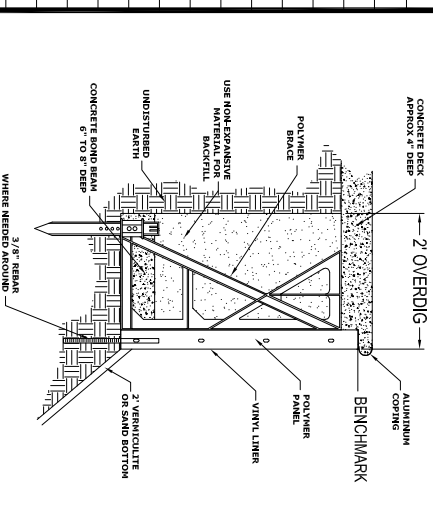 CONCRETE DECK
APPROX 4" DEEP
POLYMER
BRACE
USE NON-EXPANSIVE
MATERIAL FOR
BACKFILL
UNDISTURBED
EARTH
CONCRETE BOND BEAM
6" TO 8" DEEP
3/8" REBAR
WHERE NEEDED AROUND
2' OVERDIG
ALUMINUM
COPING
BENCHMARK
POLYMER
PANEL
VINYL LINER
2' VERMICULITE
OR SAND BOTTOM